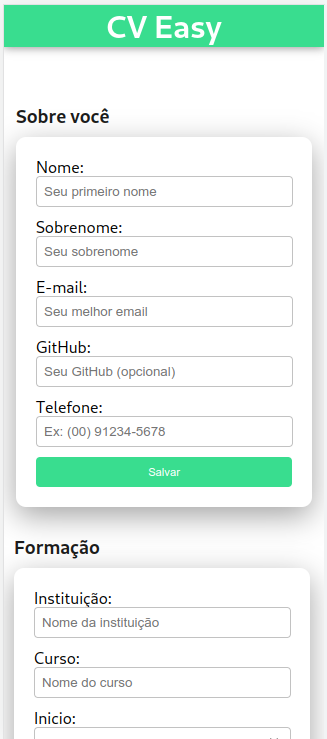 CV Easy
Sobre você
Nome:
Seu primeiro nome
Sobrenome:
Seu sobrenome
E-mail:
Seu melhor email
GitHub:
Seu GitHub (opcional)
Telefone:
Ex: (00) 91234-5678
Salvar
Formação
Instituição:
Nome da instituição
Curso:
Nome do curso
Inicio: